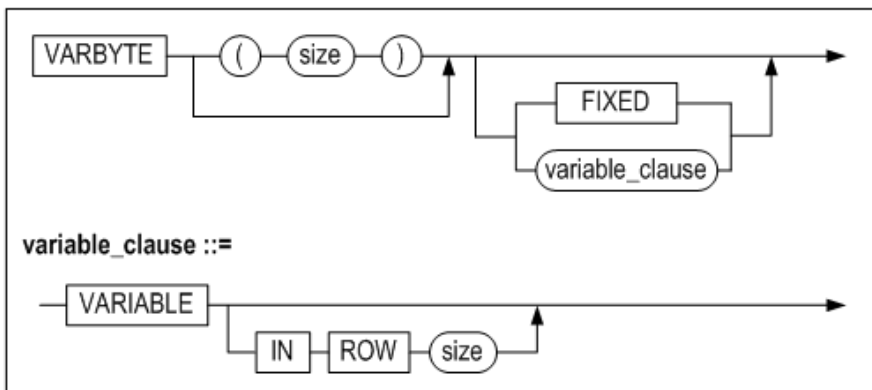 VARBYTE ( size )
FIXED
variable_clause
variable_clause ::=
VARIABLE
IN ROW size